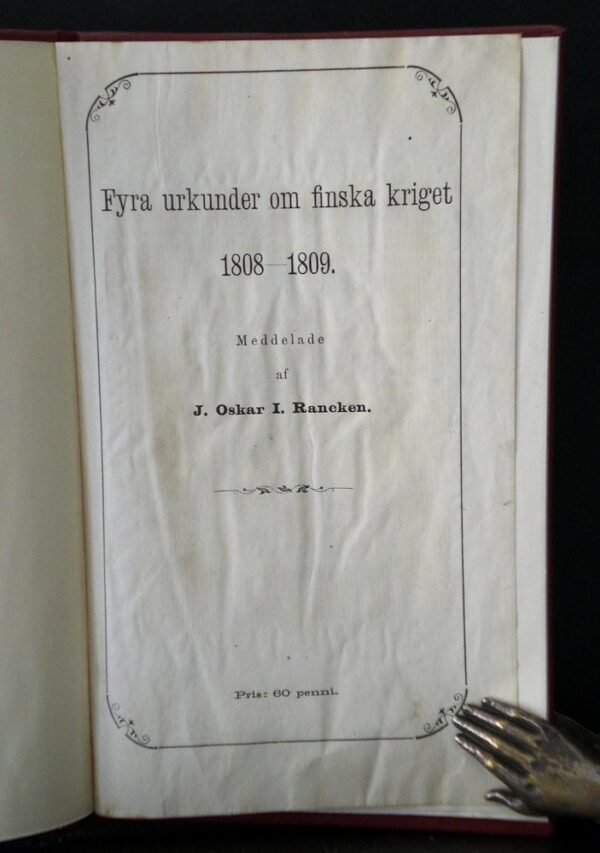 Fyra urkunder om finska kriget
1808—1809.
Meddelade
af
J. Oskar I. Rancken.
Pris: 60 penni.